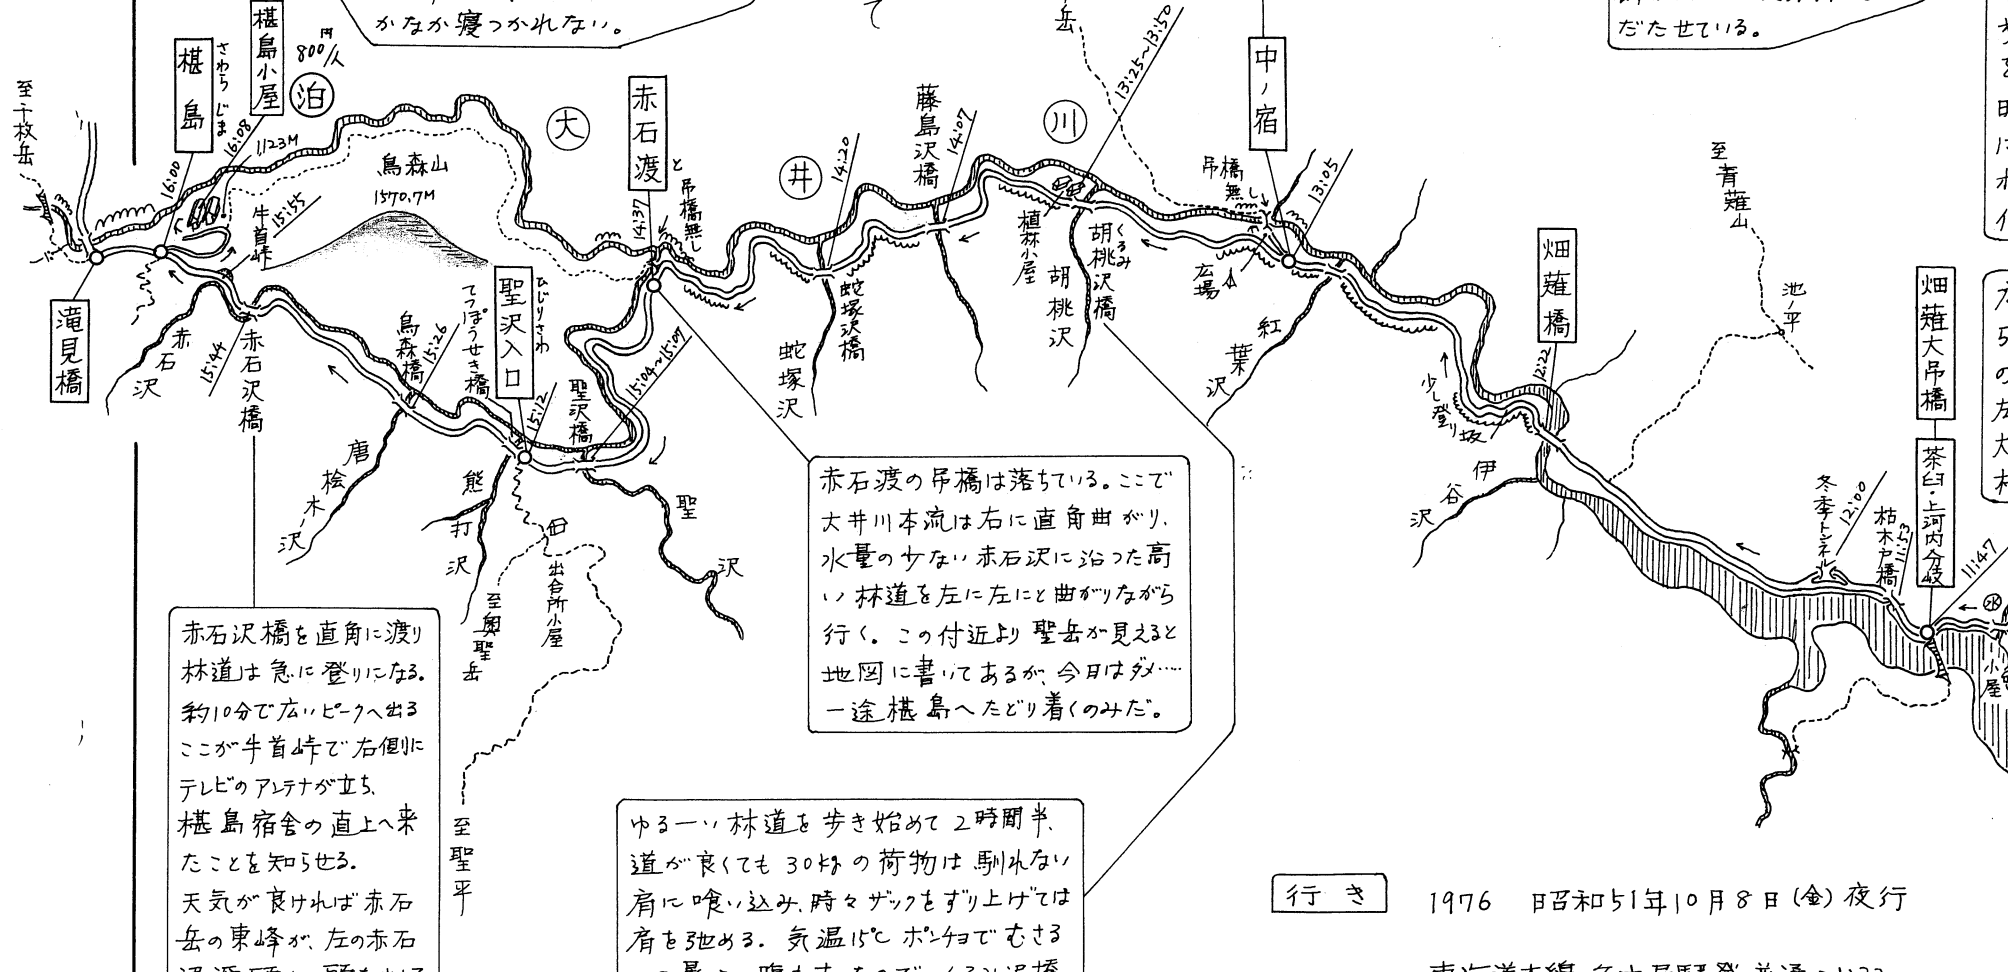 かなか寝つかれない。
て
岳
だたせている。
至千枚岳
椹島
さわらじま
椹島小屋
800円/人
泊
16:00
16:08
1123M
牛首峠
15:55
鳥森山
1570.7M
大
赤石渡
と
吊橋無し
14:37
井
14:20
藤島沢橋
14:07
川
13:25~13:50
植林小屋
胡桃沢橋
くるみ
胡桃沢
吊橋無し
中ノ宿
13:05
広場
紅葉沢
至青薙山
池ノ平
畑薙橋
12:22
少し登り坂
伊谷沢
畑薙大吊橋
茶臼・上河内分岐
冬季トンネル
12:00
枯木戸橋
11:53
11:47
水
小屋
滝見橋
赤石沢
15:44
赤石沢橋
鳥森橋
15:26
てっぽうせき橋
聖沢入口
ひじりさわ
15:12
聖沢橋
15:04~15:07
蛇塚沢橋
蛇塚沢
唐桧木沢
熊打沢
出合所小屋
至奥聖岳
聖沢
至聖平
赤石渡の吊橋は落ちている。ここで
大井川本流は右に直角曲がり、
水量の少ない赤石沢に沿った高
い林道を左に左にと曲がりながら
行く。この付近より聖岳が見えると
地図に書いてあるが、今日はダメ……
一途椹島へたどり着くのみだ。
赤石沢橋を直角に渡り
林道は急に登りになる。
約10分で広いピークへ出る
ここが牛首峠で右側に
テレビのアンテナが立ち、
椹島宿舎の直上へ来
たことを知らせる。
天気が良ければ赤石
岳の東峰が、左の赤石
ゆるーい林道を歩き始めて2時間半、
道が良くても30kgの荷物は馴れない
肩に喰い込み、時々ザックをずり上げては
肩を弛める。気温15℃ ポンチョでむさる
行き
1976 昭和51年10月8日(金)夜行